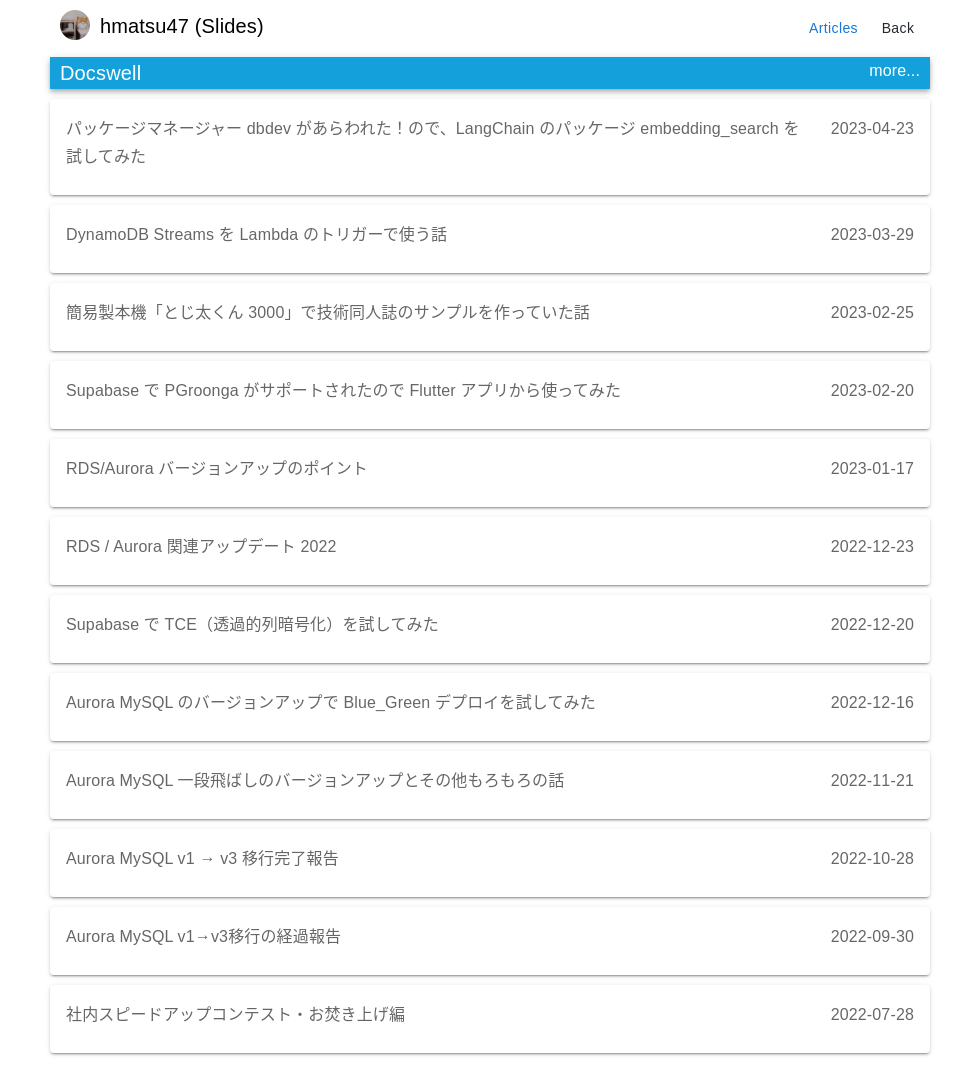 hmatsu47 (Slides)
Articles
Back
Docswell
more...
パッケージマネージャー dbdev があらわれた！ので、LangChain のパッケージ embedding_search を
試してみた
2023-04-23
DynamoDB Streams を Lambda のトリガーで使う話
2023-03-29
簡易製本機「とじ太くん 3000」で技術同人誌のサンプルを作っていた話
2023-02-25
Supabase で PGroonga がサポートされたので Flutter アプリから使ってみた
2023-02-20
RDS/Aurora バージョンアップのポイント
2023-01-17
RDS / Aurora 関連アップデート 2022
2022-12-23
Supabase で TCE（透過的列暗号化）を試してみた
2022-12-20
Aurora MySQL のバージョンアップで Blue_Green デプロイを試してみた
2022-12-16
Aurora MySQL 一段飛ばしのバージョンアップとその他もろもろの話
2022-11-21
Aurora MySQL v1 → v3 移行完了報告
2022-10-28
Aurora MySQL v1→v3移行の経過報告
2022-09-30
社内スピードアップコンテスト・お焚き上げ編
2022-07-28